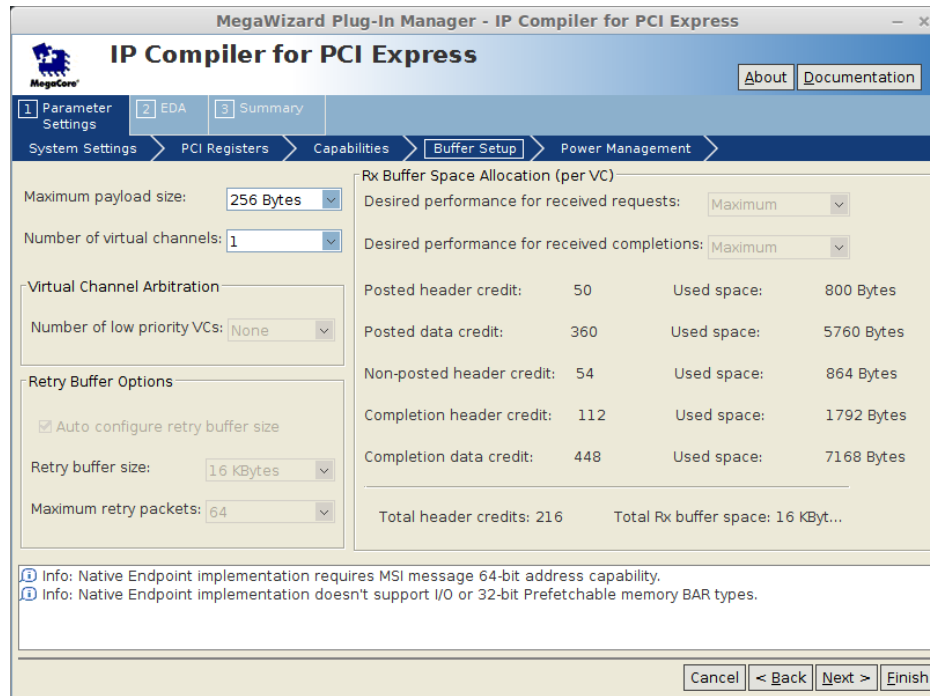 MegaWizard Plug-In Manager - IP Compiler for PCI Express
IP Compiler for PCI Express
MegaCore®
About Documentation
1 Parameter Settings
2 EDA
3 Summary
System Settings PCI Registers Capabilities Buffer Setup Power Management
Maximum payload size: 256 Bytes
Number of virtual channels: 1
Virtual Channel Arbitration
Number of low priority VCs: None
Retry Buffer Options
Auto configure retry buffer size
Retry buffer size: 16 KBytes
Maximum retry packets: 64
Rx Buffer Space Allocation (per VC)
Desired performance for received requests: Maximum
Desired performance for received completions: Maximum
Posted header credit: 50 Used space: 800 Bytes
Posted data credit: 360 Used space: 5760 Bytes
Non-posted header credit: 54 Used space: 864 Bytes
Completion header credit: 112 Used space: 1792 Bytes
Completion data credit: 448 Used space: 7168 Bytes
Total header credits: 216 Total Rx buffer space: 16 KByt...
Info: Native Endpoint implementation requires MSI message 64-bit address capability.
Info: Native Endpoint implementation doesn't support I/O or 32-bit Prefetchable memory BAR types.
Cancel < Back Next > Finish